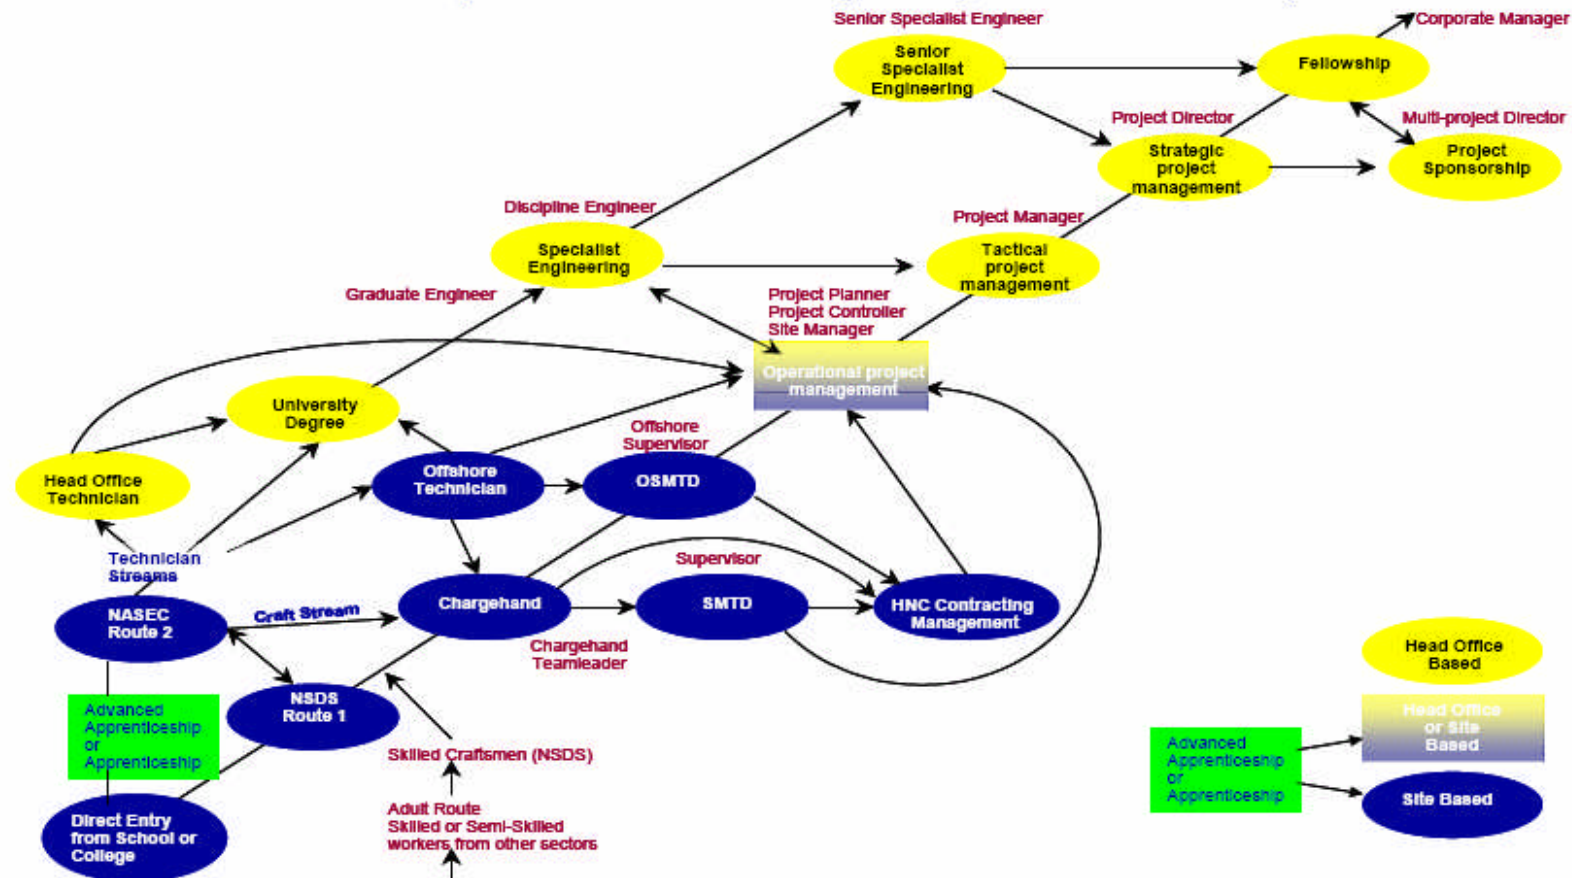 Senior Specialist Engineer
Corporate Manager
Senior
Specialist
Engineering
Fellowship
Project Director
Multi-project Director
Strategic
project
management
Project
Sponsorship
Discipline Engineer
Project Manager
Specialist
Engineering
Tactical
project
management
Graduate Engineer
Project Planner
Project Controller
Site Manager
Operational project
management
University
Degree
Offshore
Supervisor
Head Office
Technician
Offshore
Technician
OSMTD
Technician
Streams
Supervisor
NASEC
Route 2
Craft Stream
Chargehand
SMTD
HNC Contracting
Management
Chargehand
Teamleader
NSDS
Route 1
Advanced
Apprenticeship
or
Apprenticeship
Skilled Craftsmen (NSDS)
Direct Entry
from School or
College
Adult Route
Skilled or Semi-Skilled
workers from other sectors
Head Office
Based
Head Office
or Site
Based
Advanced
Apprenticeship
or
Apprenticeship
Site Based